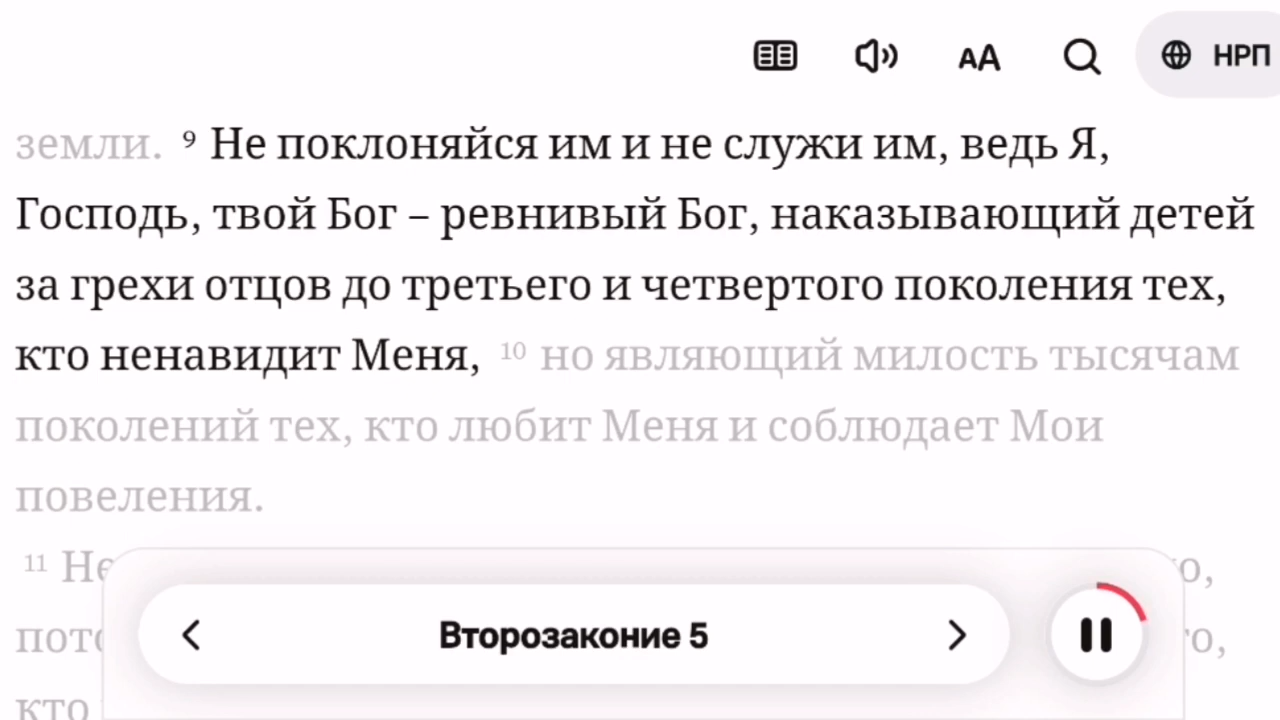 AA
НРП
земли. 9 Не поклоняйся им и не служи им, ведь Я,
Господь, твой Бог – ревнивый Бог, наказывающий детей
за грехи отцов до третьего и четвертого поколения тех,
кто ненавидит Меня, 10 но являющий милость тысячам
поколений тех, кто любит Меня и соблюдает Мои
повеления.
11 Не
кто
Второзаконие 5